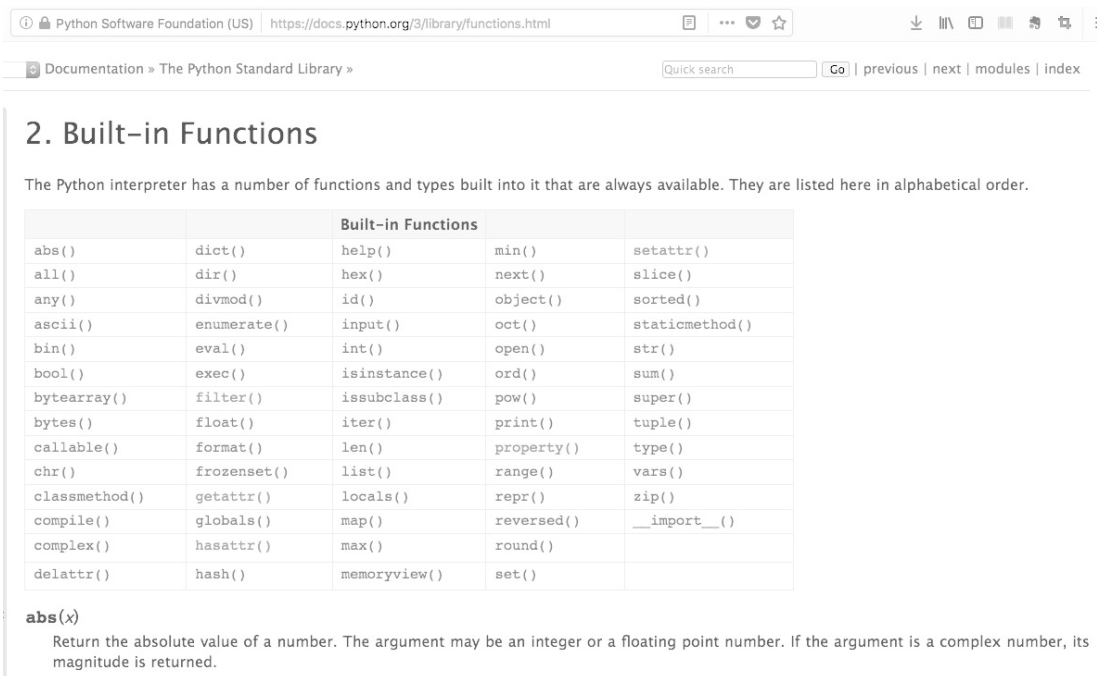 Python Software Foundation (US) https://docs.python.org/3/library/functions.html
Documentation » The Python Standard Library » Quick search Go | previous | next | modules | index
2. Built-in Functions
The Python interpreter has a number of functions and types built into it that are always available. They are listed here in alphabetical order.
Built-in Functions
abs() dict() help() min() setattr()
all() dir() hex() next() slice()
any() divmod() id() object() sorted()
ascii() enumerate() input() oct() staticmethod()
bin() eval() int() open() str()
bool() exec() isinstance() ord() sum()
bytearray() filter() issubclass() pow() super()
bytes() float() iter() print() tuple()
callable() format() len() property() type()
chr() frozenset() list() range() vars()
classmethod() getattr() locals() repr() zip()
compile() globals() map() reversed() __import__()
complex() hasattr() max() round()
delattr() hash() memoryview() set()
abs(x)
Return the absolute value of a number. The argument may be an integer or a floating point number. If the argument is a complex number, its
magnitude is returned.